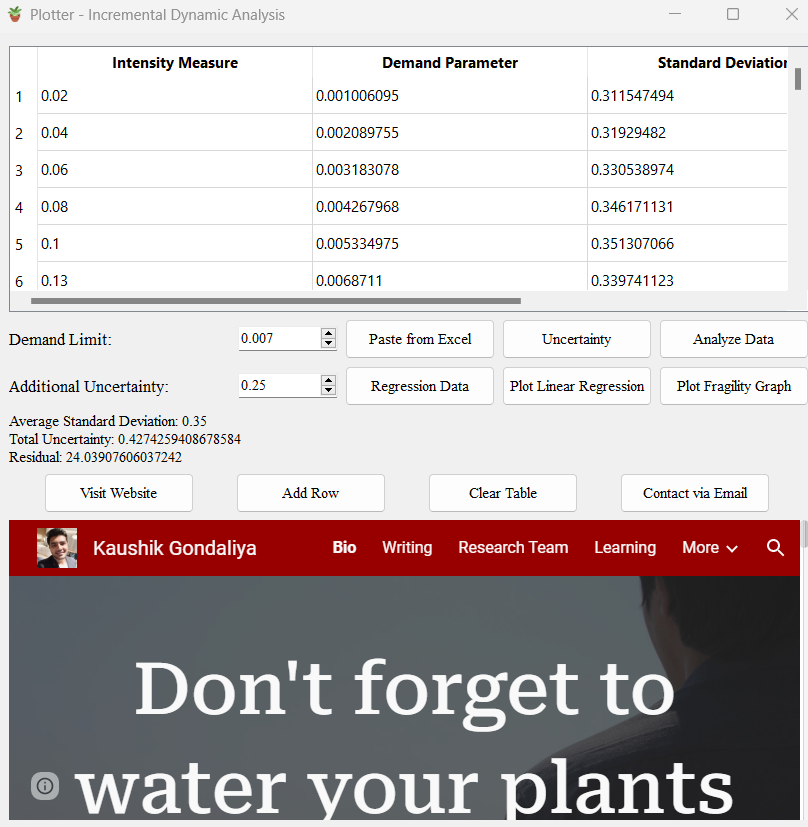 Plotter - Incremental Dynamic Analysis
Intensity Measure Demand Parameter Standard Deviation
1 0.02 0.001006095 0.311547494
2 0.04 0.002089755 0.31929482
3 0.06 0.003183078 0.330538974
4 0.08 0.004267968 0.346171131
5 0.1 0.005334975 0.351307066
6 0.13 0.0068711 0.339741123
Demand Limit: 0.007 Paste from Excel Uncertainty Analyze Data
Additional Uncertainty: 0.25 Regression Data Plot Linear Regression Plot Fragility Graph
Average Standard Deviation: 0.35
Total Uncertainty: 0.4274259408678584
Residual: 24.03907606037242
Visit Website Add Row Clear Table Contact via Email
Kaushik Gondaliya Bio Writing Research Team Learning More
Don't forget to
water your plants